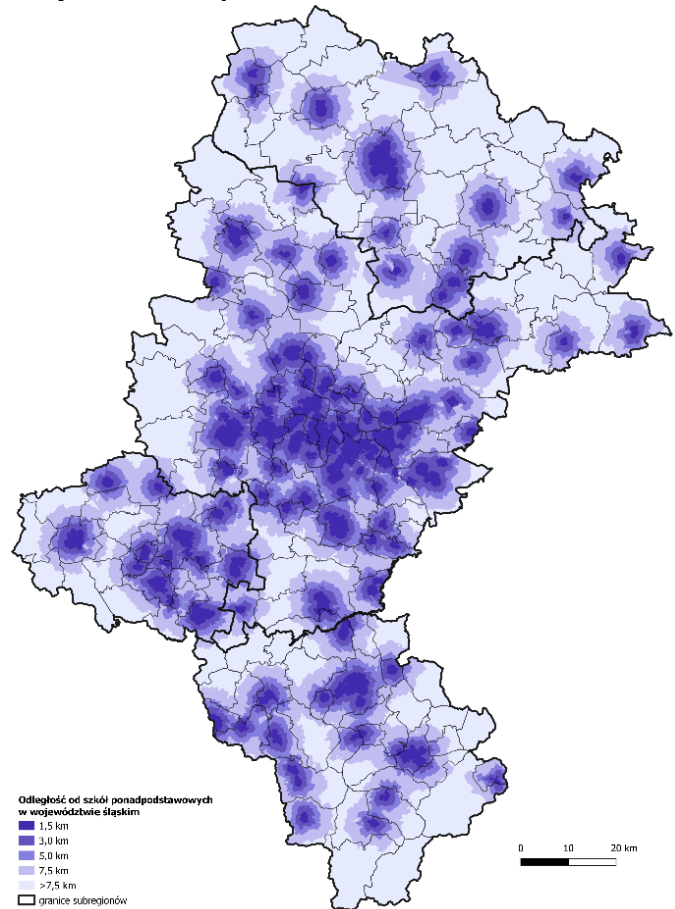 Odległość od szkół ponadpodstawowych
w województwie śląskim
1,5 km
3,0 km
5,0 km
7,5 km
>7,5 km
granice subregionów
0 10 20 km